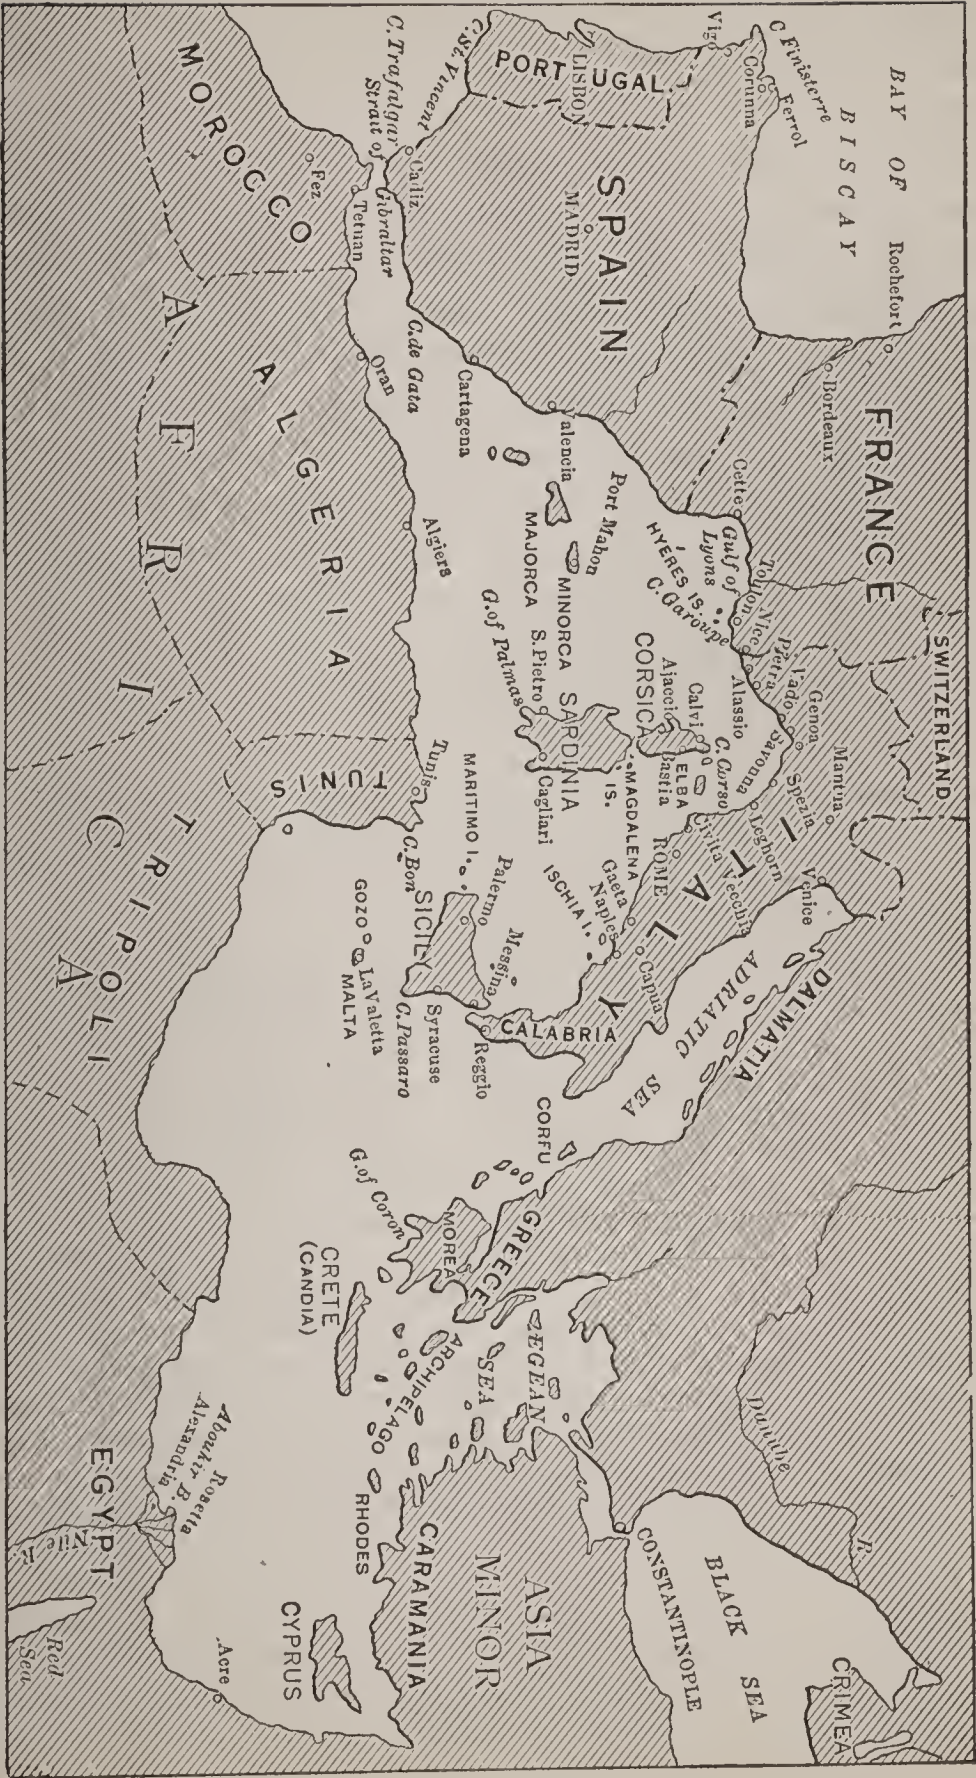 BAY OF
BISCAY
Rochefort
Bordeaux
FRANCE
SWITZERLAND
C Finisterre
Ferrol
Corunna
Vigo
PORTUGAL
LISBON
SPAIN
MADRID
C. St. Vincent
C. Trafalgar
Strait of Gibraltar
Cadiz
C. de Gata
Cartagena
Valencia
Port Mahon
MAJORCA
MINORCA
Cette
Gulf of
Lyons
Toulon
HYERES IS.
C. Garoupe
Nice
Pietra
Vado
Genoa
Alassio
Savonna
Spezia
Leghorn
Mantua
Venice
ITALY
C. Corso
Calvi
Ajaccio
CORSICA
Bastia
ELBA
MAGDALENA
IS.
SARDINIA
S. Pietro
G. of Palmas
Cagliari
Civita Vecchia
ROME
Gaeta
Naples
Capua
ISCHIA I.
CALABRIA
ADRIATIC
SEA
DALMATIA
MARITIMO I.
Palermo
Messina
SICILY
Reggio
Syracuse
C. Passaro
GOZO
La Valetta
MALTA
CORFU
GREECE
MOREA
G. of Coron
CRETE
(CANDIA)
ÆGEAN
SEA
ARCHIPELAGO
RHODES
CARAMANIA
ASIA
MINOR
CYPRUS
Acre
Danube
R.
BLACK
SEA
CRIMEA
CONSTANTINOPLE
MOROCCO
Fez
Tetuan
Oran
Algiers
ALGERIA
AFRICA
TUNIS
Tunis
C. Bon
TRIPOLI
EGYPT
Alexandria
Aboukir B.
Rosetta
Nile R
Red
Sea